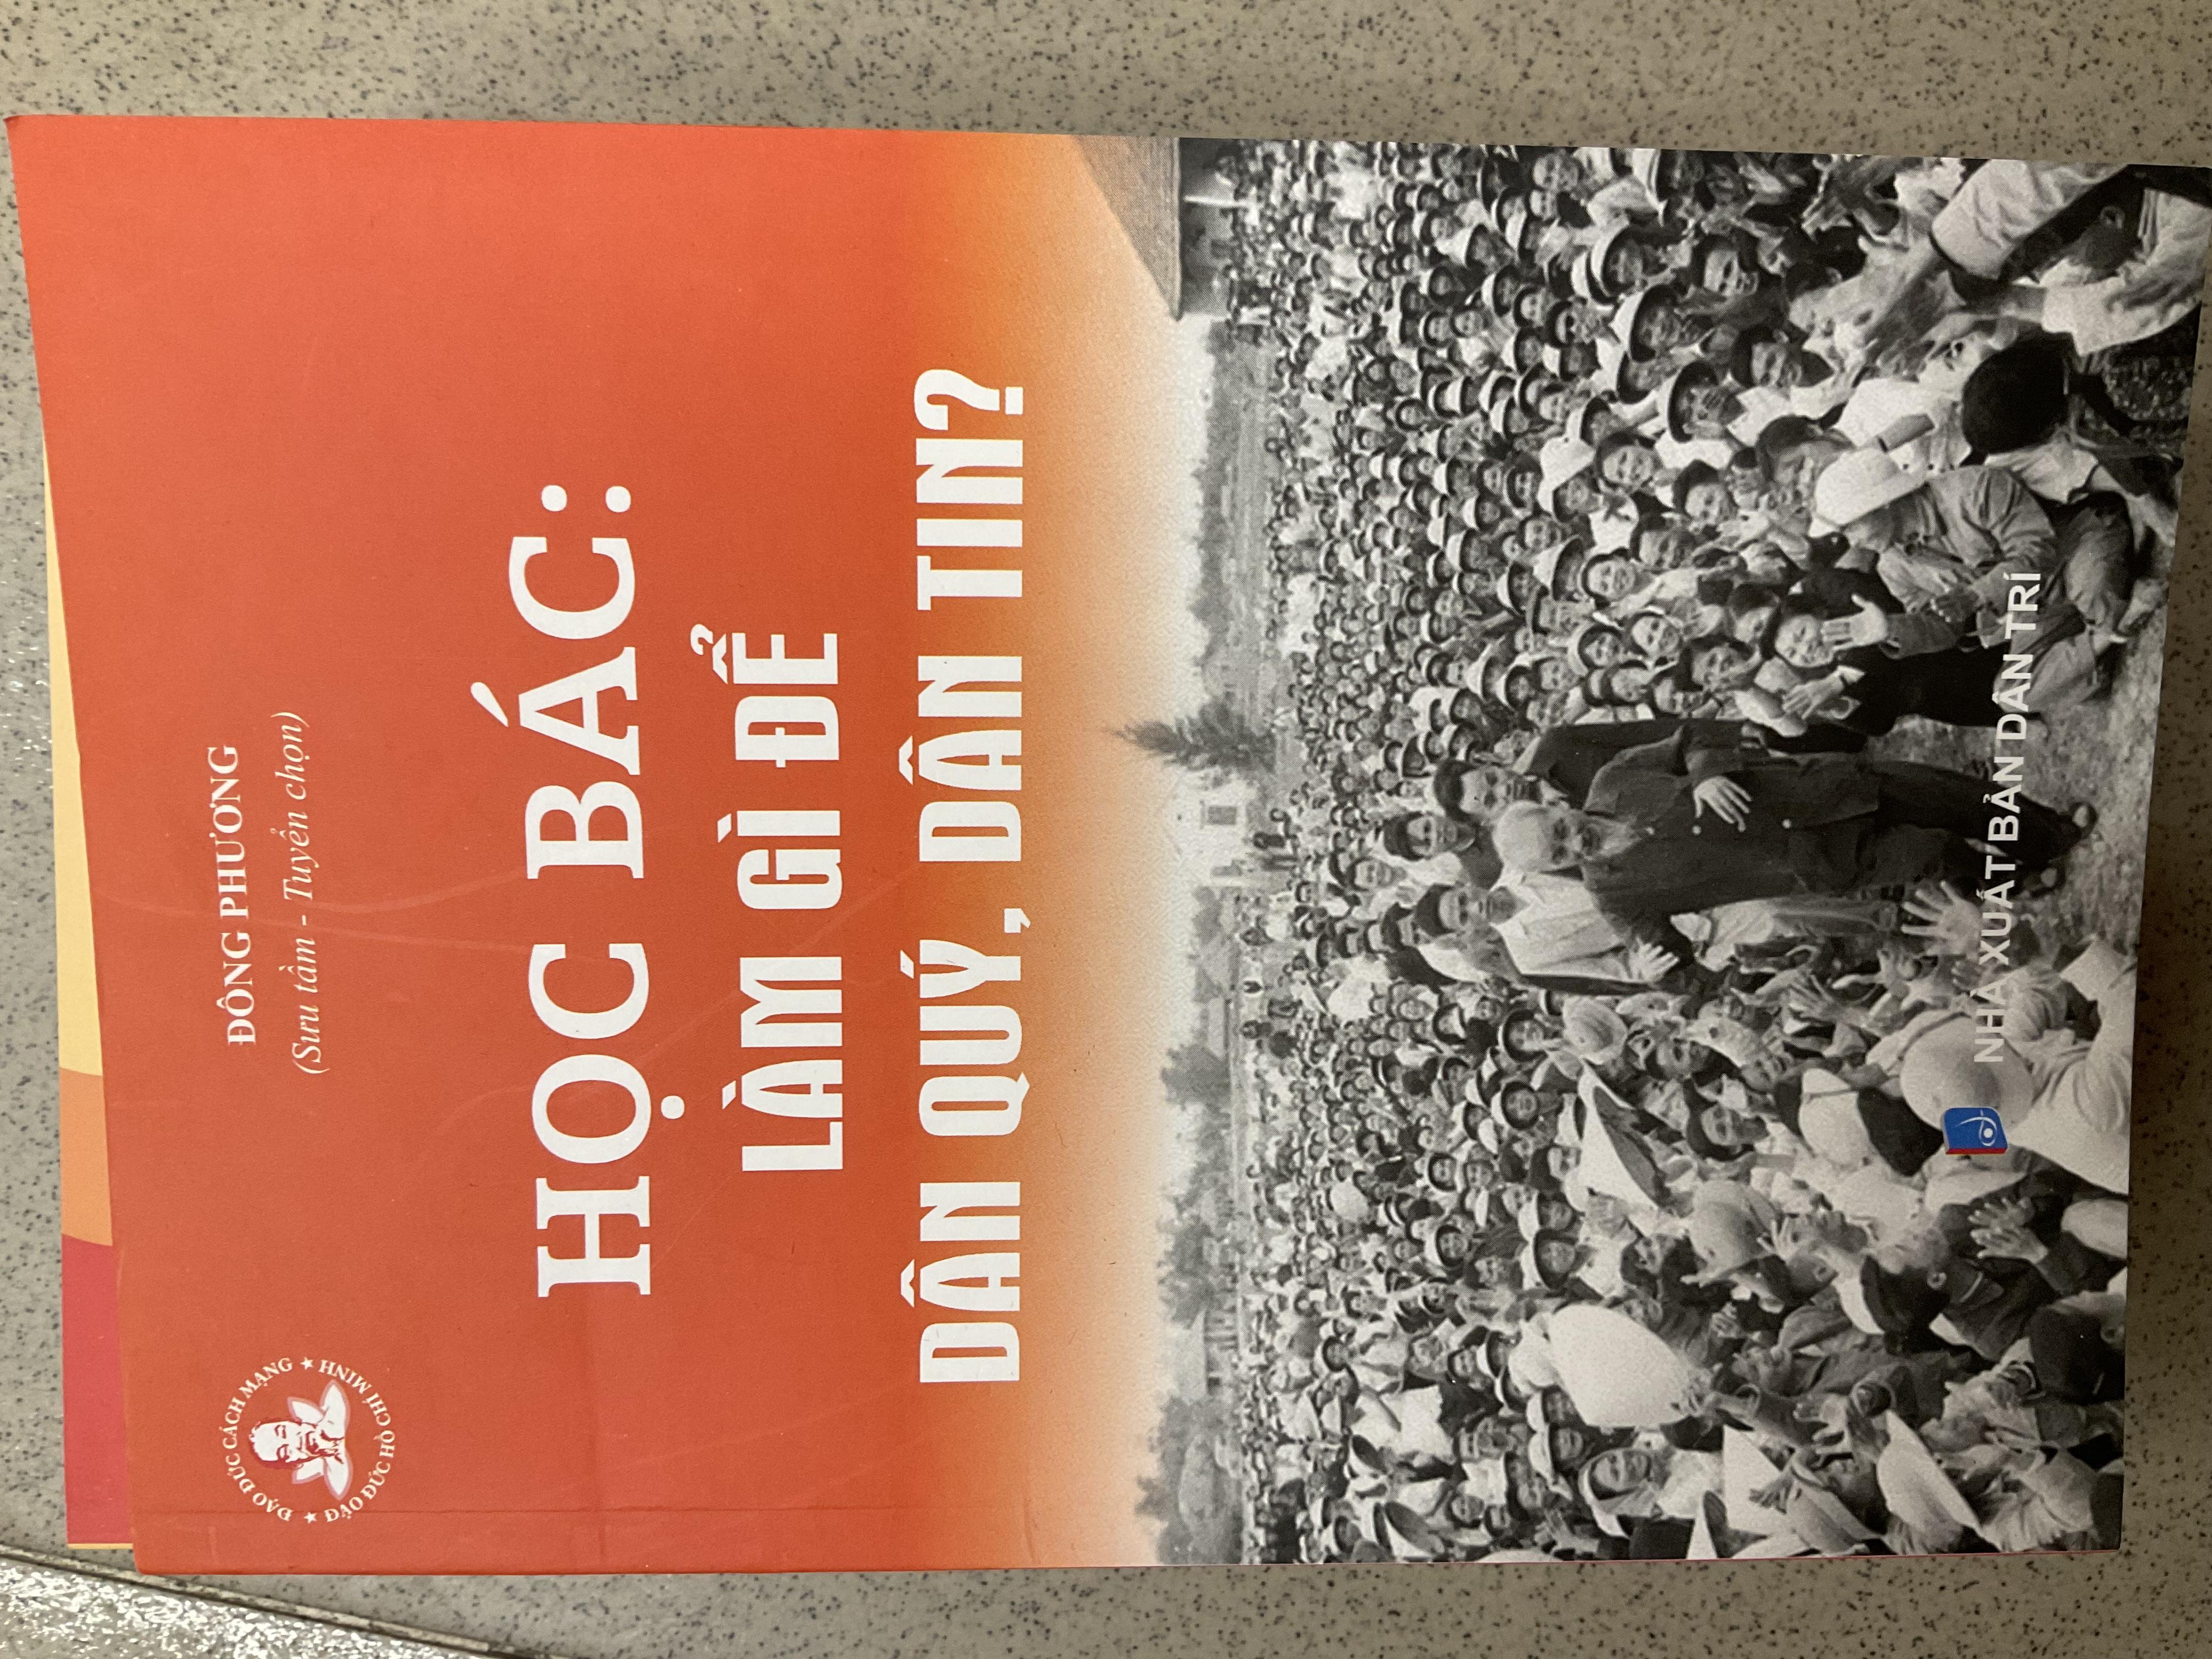 ĐẠO ĐỨC CÁCH MẠNG
ĐẠO ĐỨC HỒ CHÍ MINH
ĐÔNG PHƯƠNG
(Sưu tầm - Tuyển chọn)
HỌC BÁC:
LÀM GÌ ĐỂ
DÂN QUÝ, DÂN TIN?
NHÀ XUẤT BẢN DÂN TRÍ